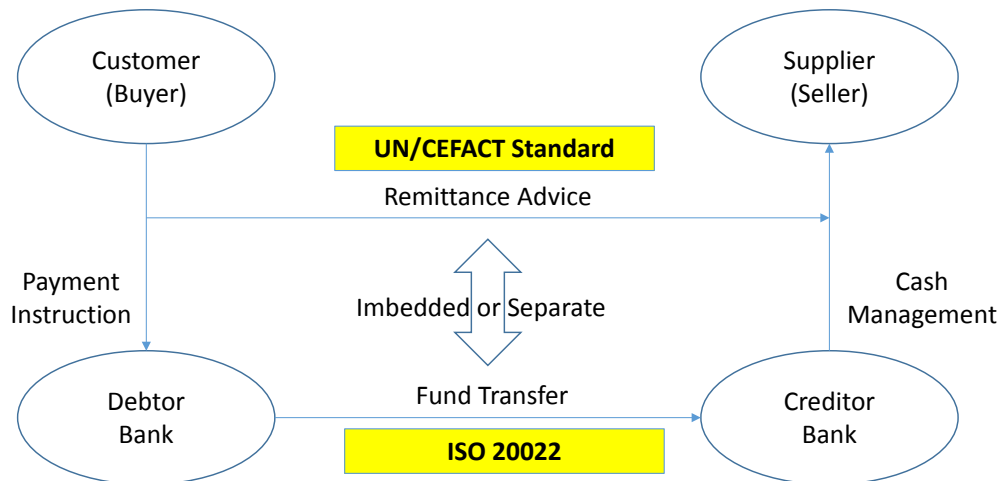 Customer
(Buyer)
Supplier
(Seller)
UN/CEFACT Standard
Remittance Advice
Payment
Instruction
Imbedded or Separate
Cash
Management
Debtor
Bank
Fund Transfer
Creditor
Bank
ISO 20022